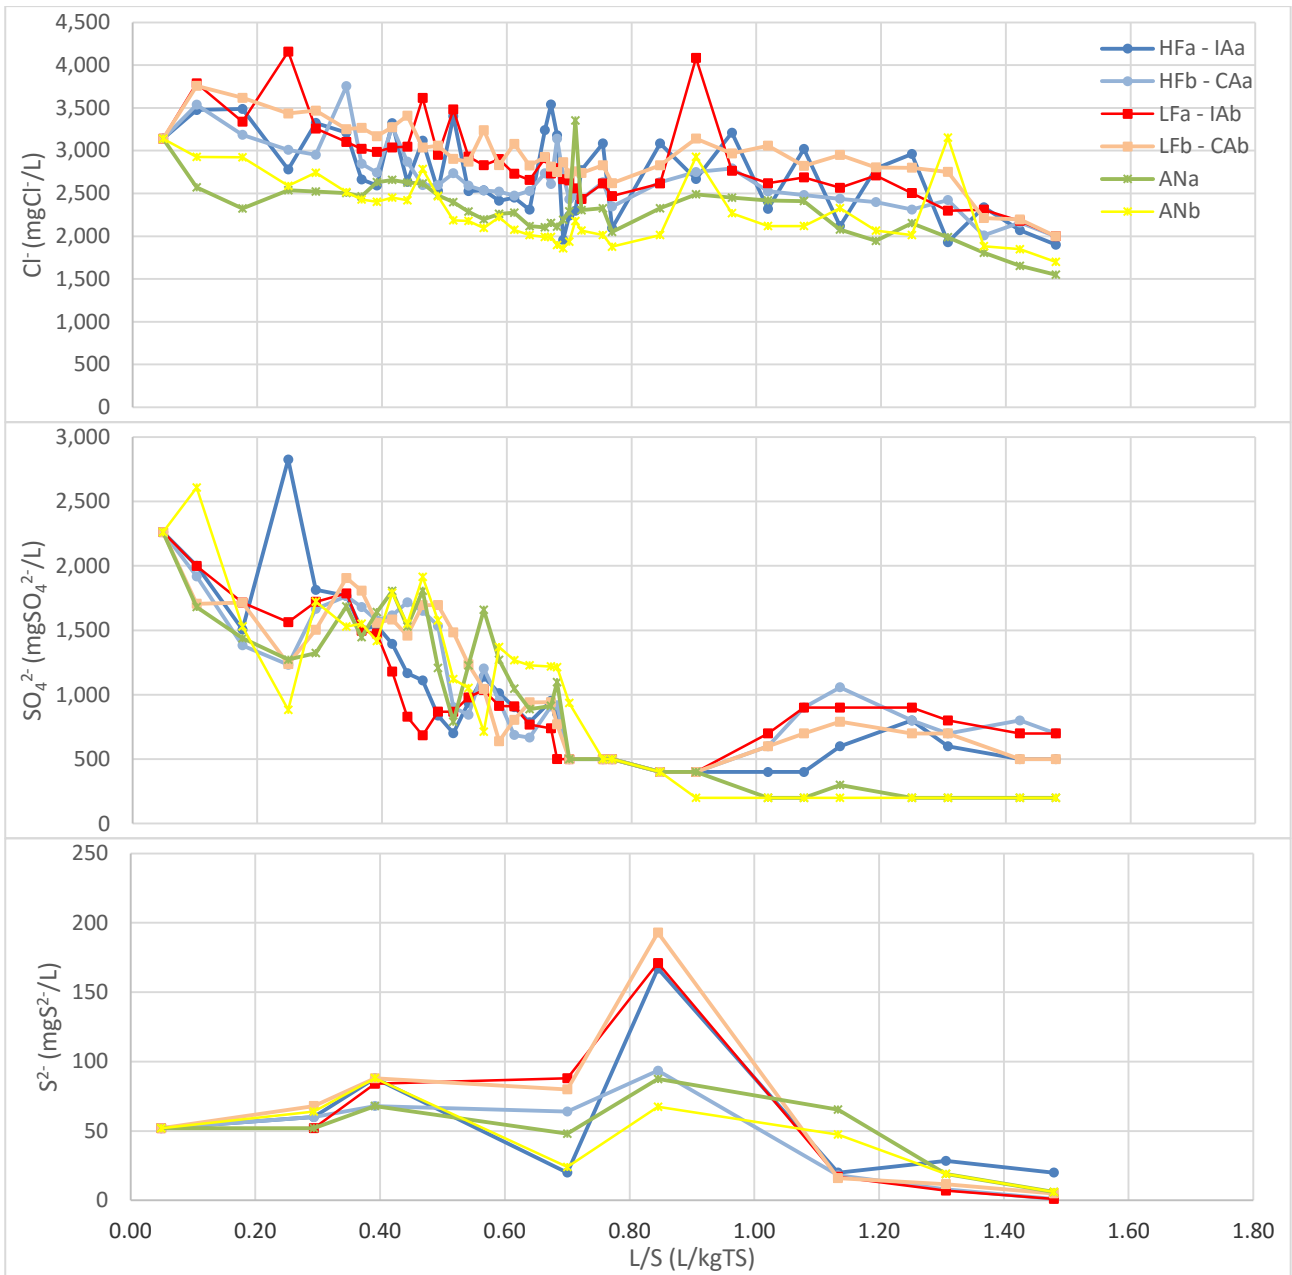 4,500
4,000
3,500
3,000
2,500
2,000
1,500
1,000
500
0
Cl- (mgCl-/L)
HFa - IAa
HFb - CAa
LFa - IAb
LFb - CAb
ANa
ANb
3,000
2,500
2,000
1,500
1,000
500
0
SO₄²⁻ (mgSO₄²⁻/L)
250
200
150
100
50
0
S²⁻ (mgS²⁻/L)
0.00 0.20 0.40 0.60 0.80 1.00 1.20 1.40 1.60 1.80
L/S (L/kgTS)